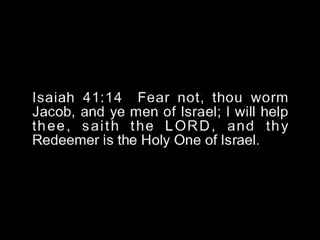 Isaiah 41:14 Fear not, thou worm
Jacob, and ye men of Israel; I will help
thee, saith the LORD, and thy
Redeemer is the Holy One of Israel.